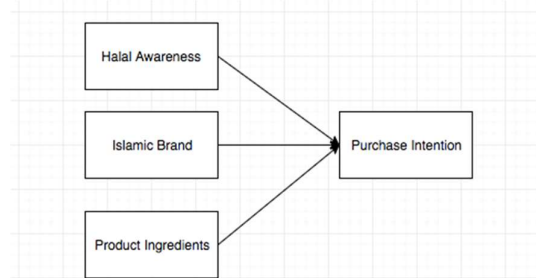 Halal Awareness
Islamic Brand
Purchase Intention
Product Ingredients